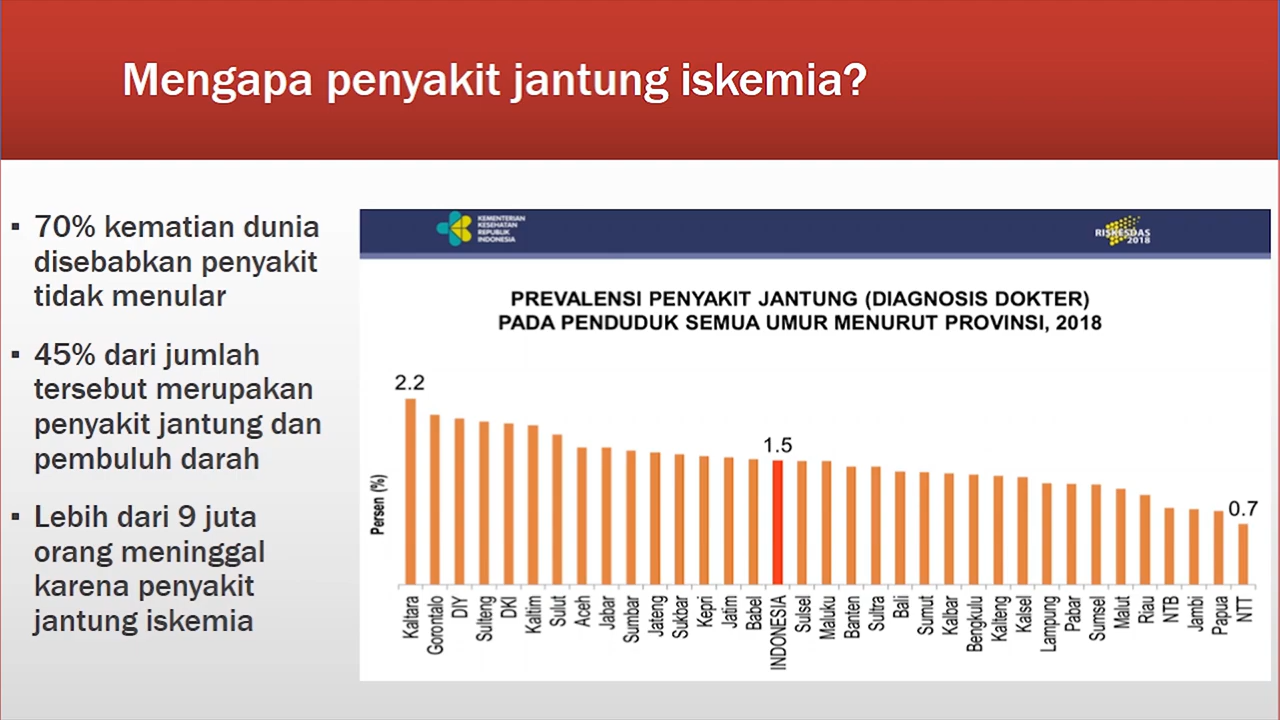 Mengapa penyakit jantung iskemia?
▪ 70% kematian dunia
disebabkan penyakit
tidak menular
▪ 45% dari jumlah
tersebut merupakan
penyakit jantung dan
pembuluh darah
▪ Lebih dari 9 juta
orang meninggal
karena penyakit
jantung iskemia
KEMENTERIAN
KESEHATAN
REPUBLIK
INDONESIA
RISKESDAS
2018
PREVALENSI PENYAKIT JANTUNG (DIAGNOSIS DOKTER)
PADA PENDUDUK SEMUA UMUR MENURUT PROVINSI, 2018
Persen (%)
2.2
1.5
0.7
Kaltara
Gorontalo
DIY
Sulteng
DKI
Kaltim
Sulut
Aceh
Jabar
Sumbar
Jateng
Sukbar
Kepri
Jatim
Babel
INDONESIA
Sulsel
Maluku
Banten
Sultra
Bali
Sumut
Kalbar
Bengkulu
Kalteng
Kalsel
Lampung
Pabar
Sumsel
Malut
Riau
NTB
Jambi
Papua
NTT